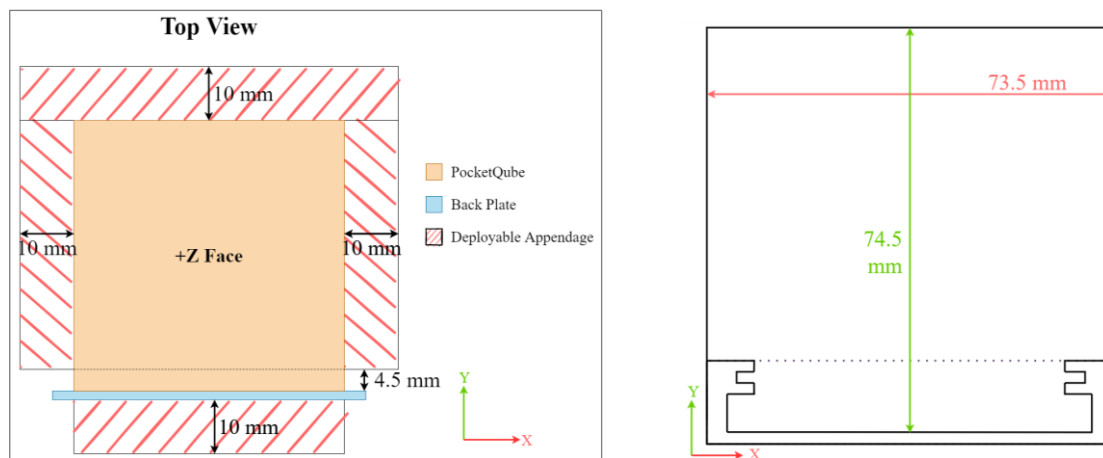 Top View
10 mm
10 mm
10 mm
+Z Face
4.5 mm
10 mm
PocketQube
Back Plate
Deployable Appendage
Y
X
73.5 mm
74.5
mm
Y
X